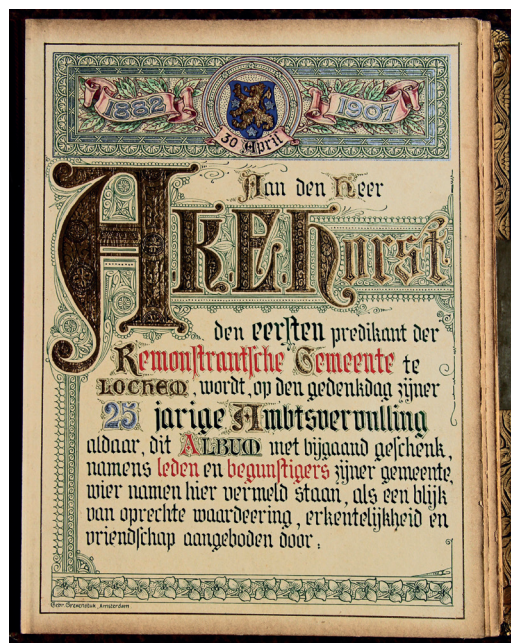 1882 1907
30 April
Aan den Heer
A.K.E. Horst
den eersten predikant der
Remonstrantsche Gemeente te
LOCHEM, wordt, op den gedenkdag zijner
25 jarige Ambtsvervulling
aldaar, dit ALBUM met bijgaand geschenk,
namens leden en begunstigers zijner gemeente,
wier namen hier vermeld staan, als een blijk
van oprechte waardeering, erkentelijkheid en
vriendschap aangeboden door:
Amsterdam